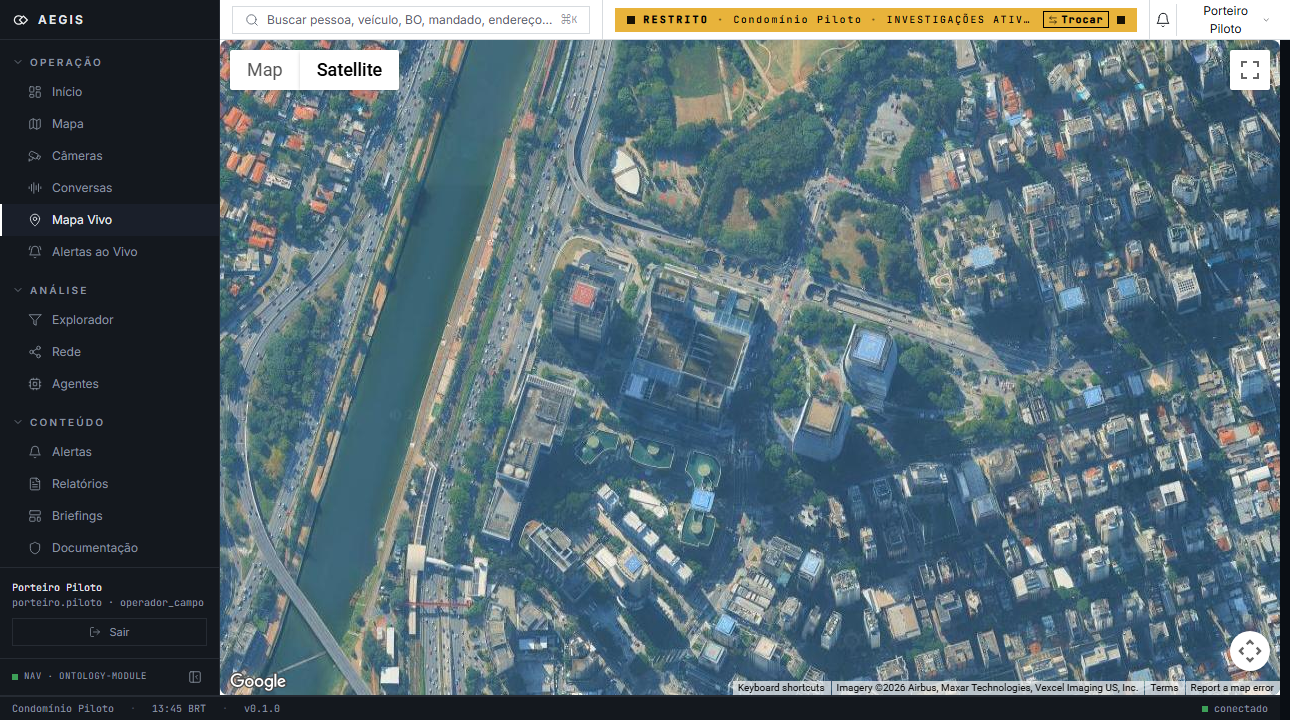 AEGIS
Buscar pessoa, veículo, BO, mandado, endereço... ⌘K
RESTRITO · Condomínio Piloto · INVESTIGAÇÕES ATIV… Trocar
Porteiro
Piloto
OPERAÇÃO
Início
Mapa
Câmeras
Conversas
Mapa Vivo
Alertas ao Vivo
ANÁLISE
Explorador
Rede
Agentes
CONTEÚDO
Alertas
Relatórios
Briefings
Documentação
Porteiro Piloto
porteiro.piloto · operador_campo
Sair
NAV · ONTOLOGY-MODULE
Map Satellite
Google
Keyboard shortcuts Imagery ©2026 Airbus, Maxar Technologies, Vexcel Imaging US, Inc. Terms Report a map error
Condomínio Piloto · 13:45 BRT · v0.1.0 conectado